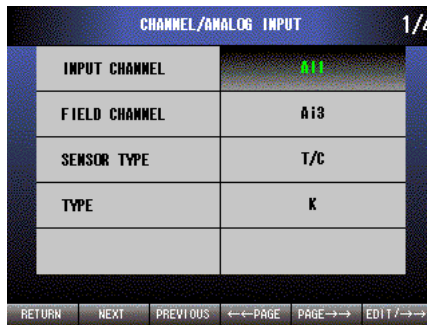 CHANNEL/ANALOG INPUT 1/4
INPUT CHANNEL Ai1
FIELD CHANNEL Ai3
SENSOR TYPE T/C
TYPE K
RETURN NEXT PREVIOUS ←←PAGE PAGE→→ EDIT/→→